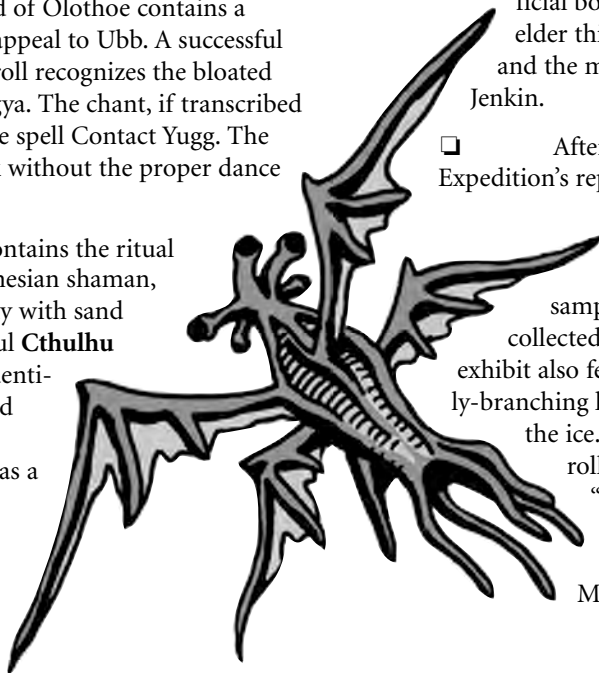 d of Olothoe contains a
appeal to Ubb. A successful
roll recognizes the bloated
gya. The chant, if transcribed
e spell Contact Yugg. The
without the proper dance
ontains the ritual
nesian shaman,
y with sand
ul Cthulhu
enti-
d
as a
ficial bo
elder thi
and the m
Jenkin.
❏ After
Expedition’s rep
samp
collected
exhibit also fe
ly-branching
the ice.
roll
“
M